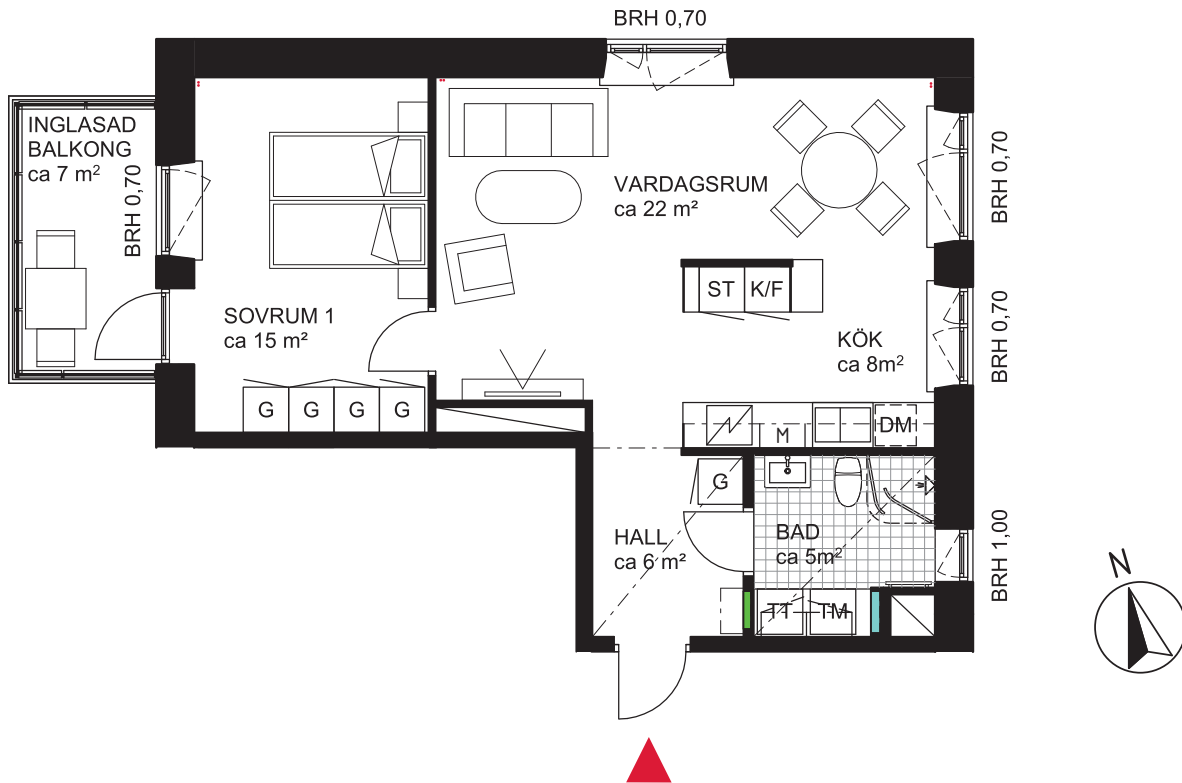 BRH 0,70
INGLASAD
BALKONG
ca 7 m²
BRH 0,70
VARDAGSRUM
ca 22 m²
BRH 0,70
ST
K/F
SOVRUM 1
ca 15 m²
KÖK
ca 8m²
BRH 0,70
G
G
G
G
M
DM
G
HALL
ca 6 m²
BAD
ca 5m²
BRH 1,00
TT
TM
N